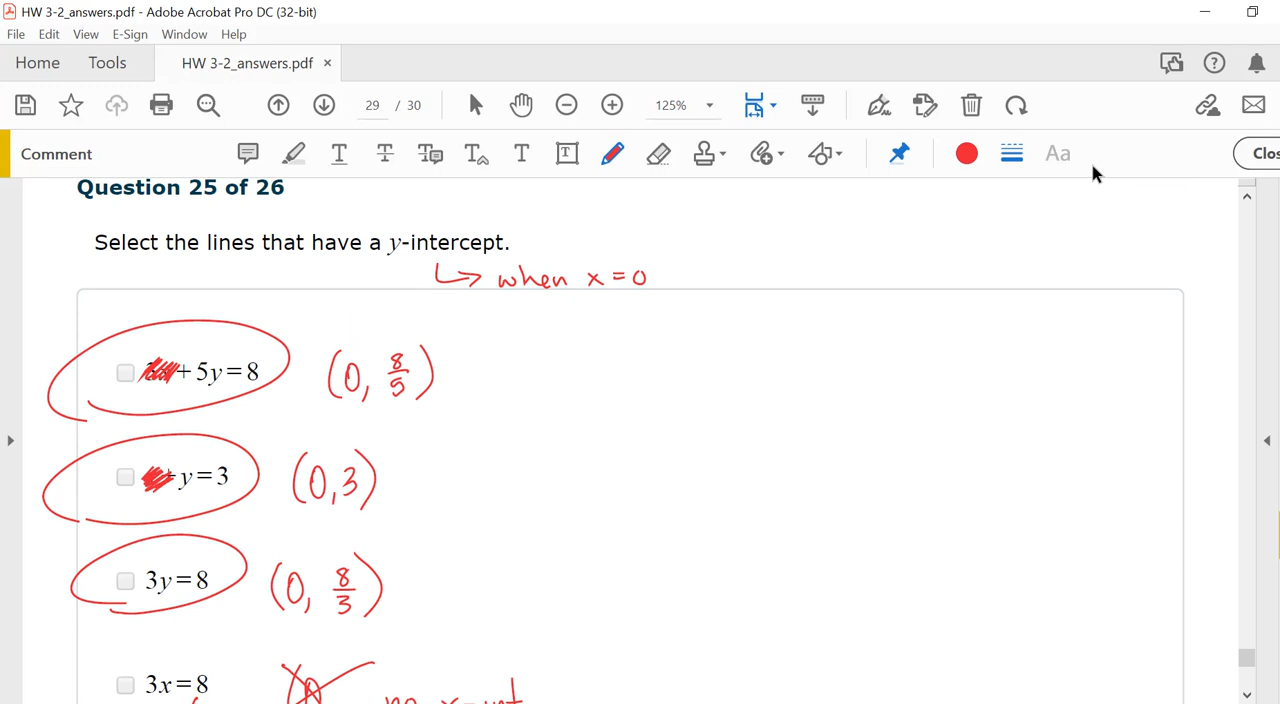 HW 3-2_answers.pdf - Adobe Acrobat Pro DC (32-bit)
File Edit View E-Sign Window Help
Home Tools HW 3-2_answers.pdf ×
29 / 30 125%
Comment Aa Clos
Question 25 of 26
Select the lines that have a y-intercept.
↳ when x = 0
+ 5y = 8 (0, 8/5)
y = 3 (0, 3)
3y = 8 (0, 8/3)
3x = 8 no